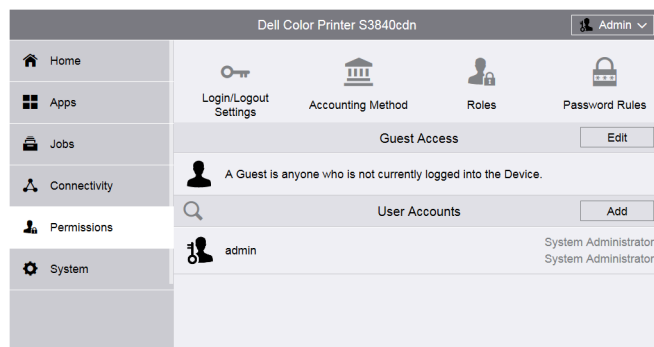 Dell Color Printer S3840cdn
Admin
Home
Apps
Jobs
Connectivity
Permissions
System
Login/Logout
Settings
Accounting Method
Roles
Password Rules
Guest Access
Edit
A Guest is anyone who is not currently logged into the Device.
User Accounts
Add
admin
System Administrator
System Administrator